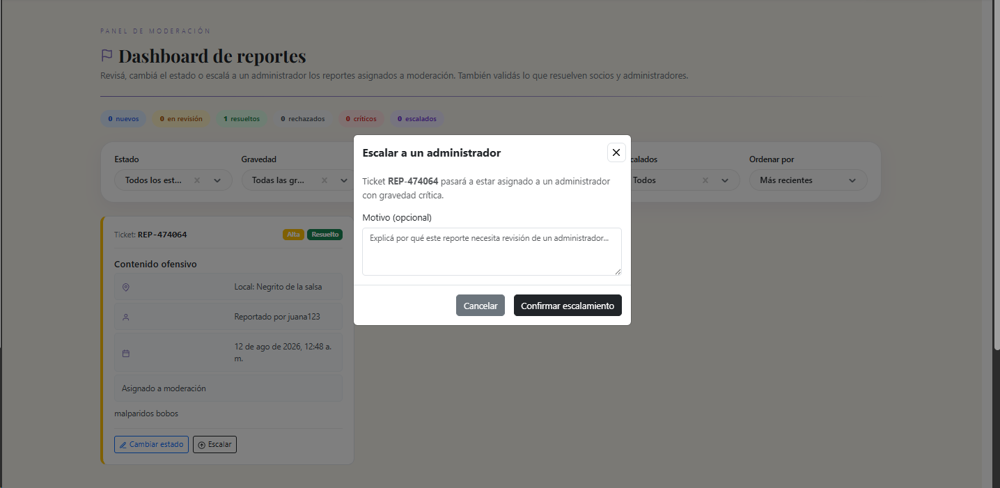 PANEL DE MODERACIÓN
Dashboard de reportes
Revisá, cambiá el estado o escalá a un administrador los reportes asignados a moderación. También validás lo que resuelven socios y administradores.
0 nuevos 0 en revisión 1 resueltos 0 rechazados 0 críticos 0 escalados
Estado Gravedad calados Ordenar por
Todos los est... Todas las gr... Todos Más recientes
Escalar a un administrador
Ticket REP-474064 pasará a estar asignado a un administrador
con gravedad crítica.
Motivo (opcional)
Explicá por qué este reporte necesita revisión de un administrador...
Cancelar Confirmar escalamiento
Ticket: REP-474064 Alta Resuelto
Contenido ofensivo
Local: Negrito de la salsa
Reportado por juana123
12 de ago de 2026, 12:48 a.
m.
Asignado a moderación
malparidos bobos
Cambiar estado Escalar